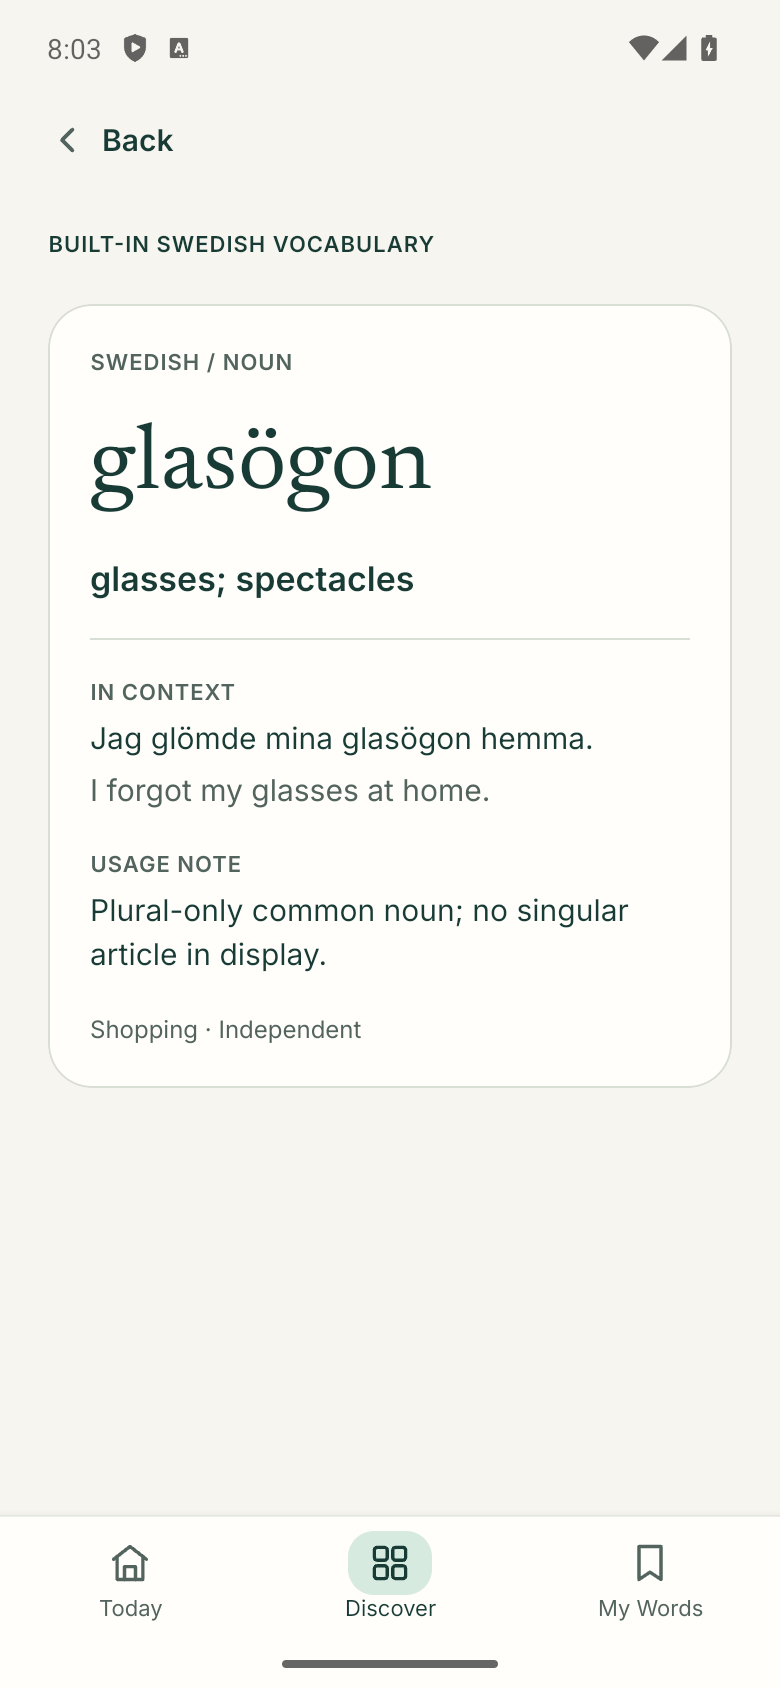 8:03
Back
BUILT-IN SWEDISH VOCABULARY
SWEDISH / NOUN
glasögon
glasses; spectacles
IN CONTEXT
Jag glömde mina glasögon hemma.
I forgot my glasses at home.
USAGE NOTE
Plural-only common noun; no singular
article in display.
Shopping · Independent
Today
Discover
My Words